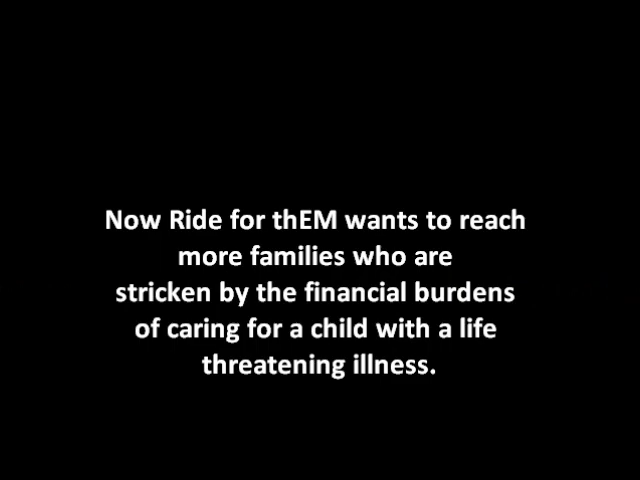 Now Ride for thEM wants to reach
more families who are
stricken by the financial burdens
of caring for a child with a life
threatening illness.